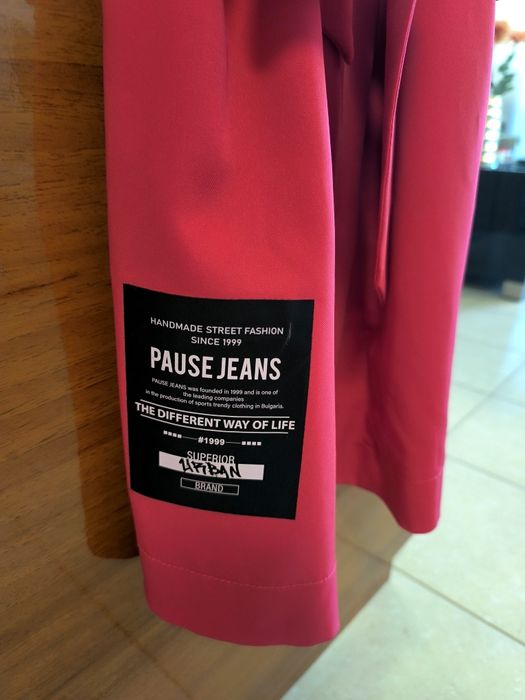 HANDMADE STREET FASHION
SINCE 1999
PAUSE JEANS
PAUSE JEANS was founded in 1999 and is one of
the leading companies
in the production of sports trendy clothing in Bulgaria.
THE DIFFERENT WAY OF LIFE
#1999
SUPERIOR
URBAN
BRAND